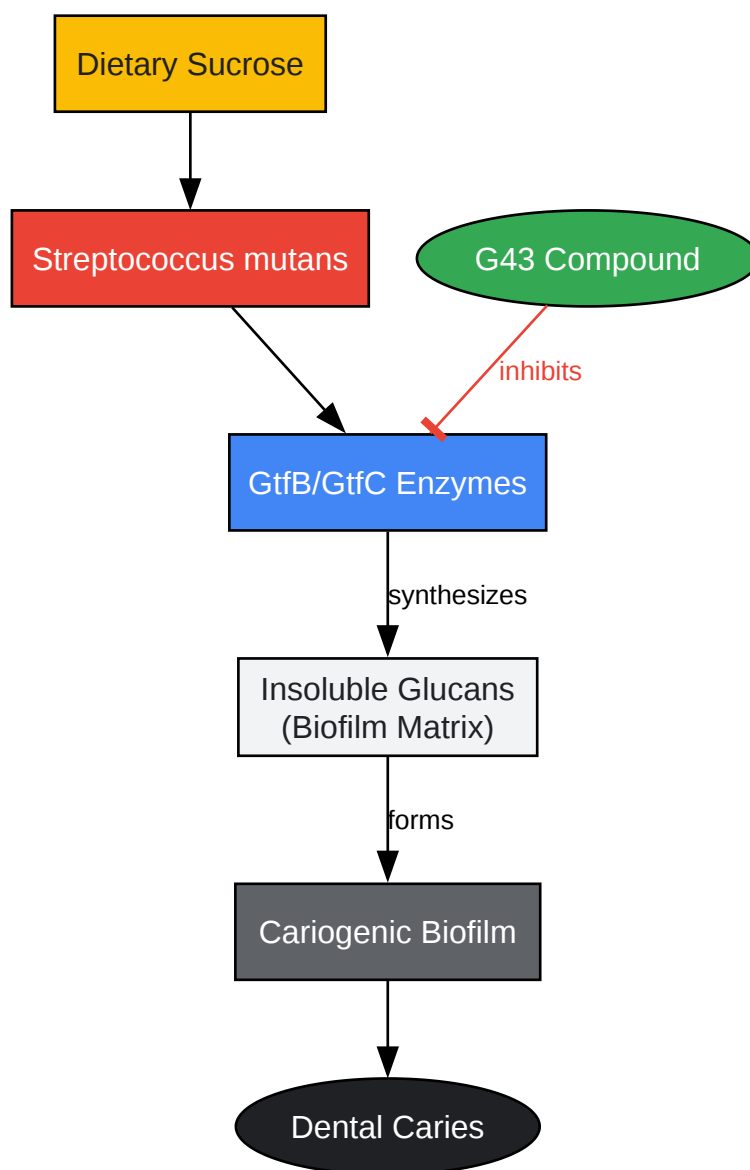 Dietary Sucrose
Streptococcus mutans
G43 Compound
inhibits
GtfB/GtfC Enzymes
synthesizes
Insoluble Glucans
(Biofilm Matrix)
forms
Cariogenic Biofilm
Dental Caries